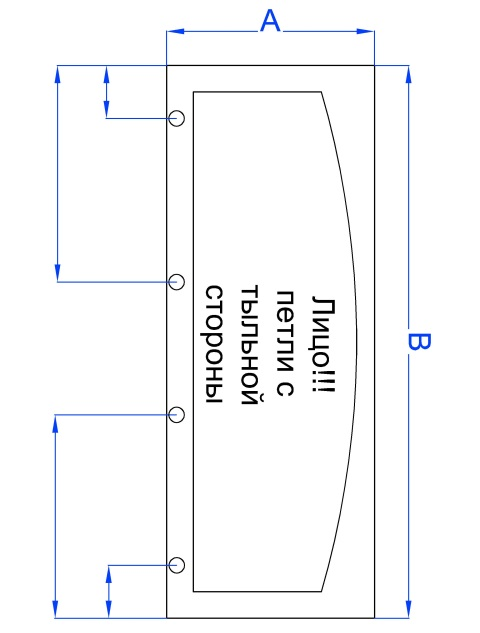 A
B
Лицо!!!
петли с
тыльной
стороны